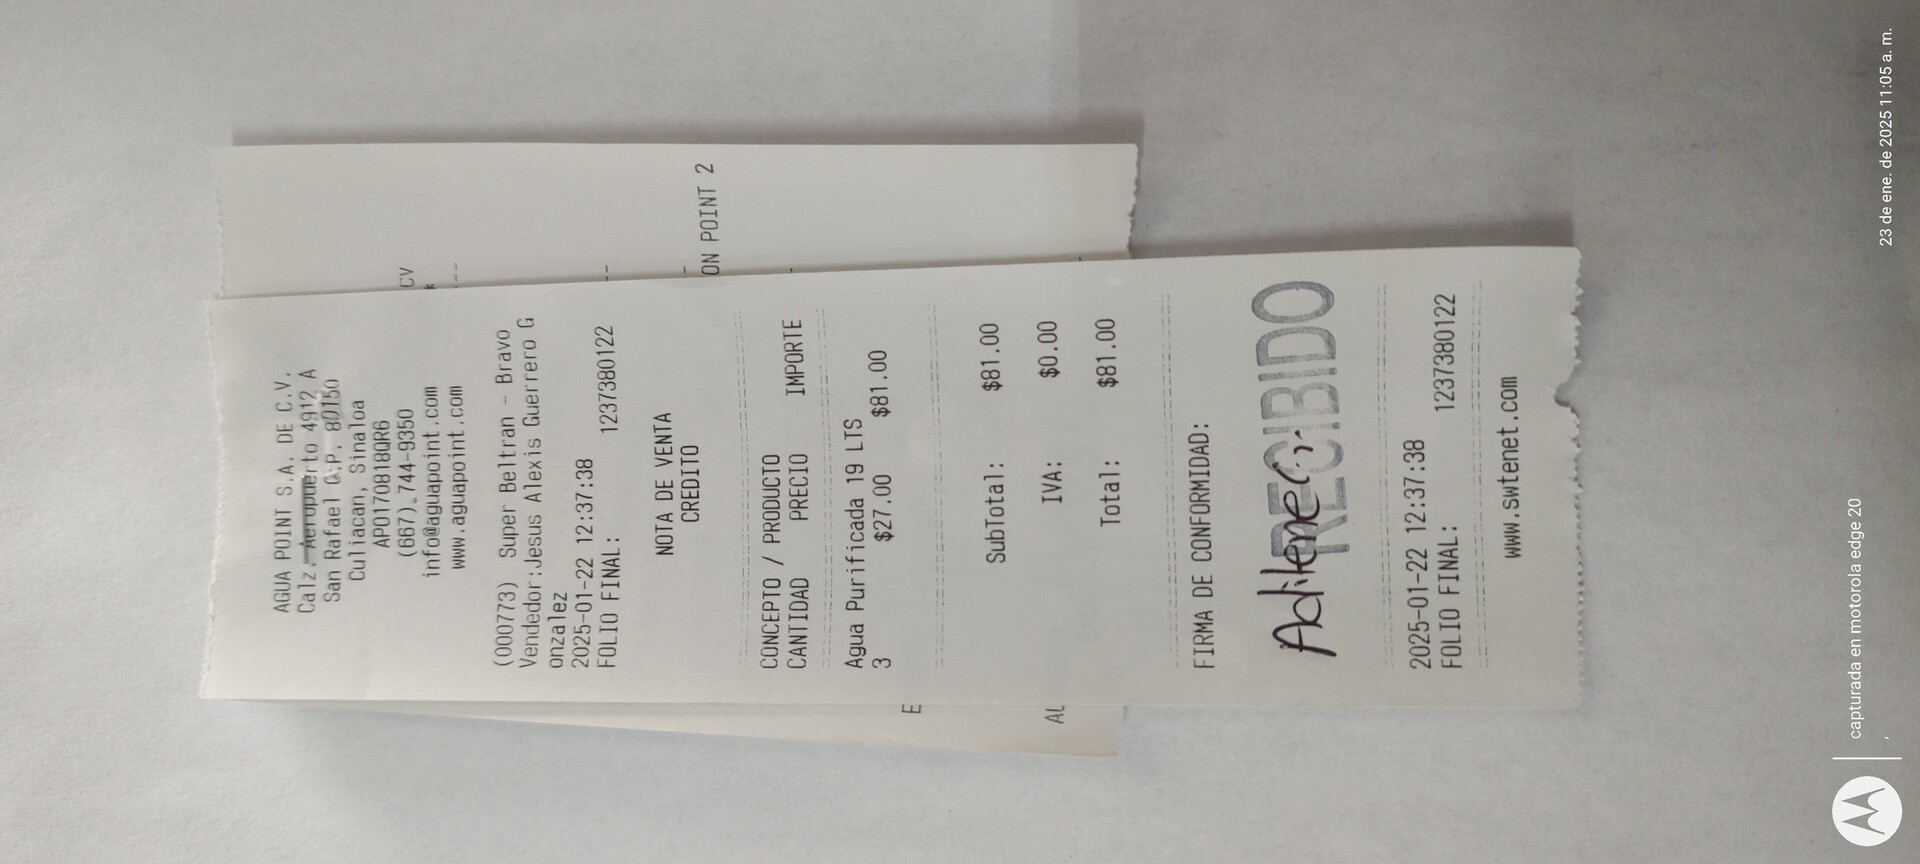 AGUA POINT S.A. DE C.V.
Calz. Aeropuerto 4912 A
San Rafael C.P. 80150
Culiacan, Sinaloa
APO170818QR6
(667). 744-9350
info@aguapoint.com
www.aguapoint.com
(000773) Super Beltran - Bravo
Vendedor:Jesus Alexis Guerrero G
onzalez
2025-01-22 12:37:38
FOLIO FINAL: 1237380122
NOTA DE VENTA
CREDITO
CONCEPTO / PRODUCTO
CANTIDAD PRECIO IMPORTE
Agua Purificada 19 LTS
3 $27.00 $81.00
SubTotal: $81.00
IVA: $0.00
Total: $81.00
FIRMA DE CONFORMIDAD:
RECIBIDO
2025-01-22 12:37:38
FOLIO FINAL: 1237380122
www.swtenet.com
CV
ON POINT 2
E
AL
capturada en motorola edge 20
23 de ene. de 2025 11:05 a. m.